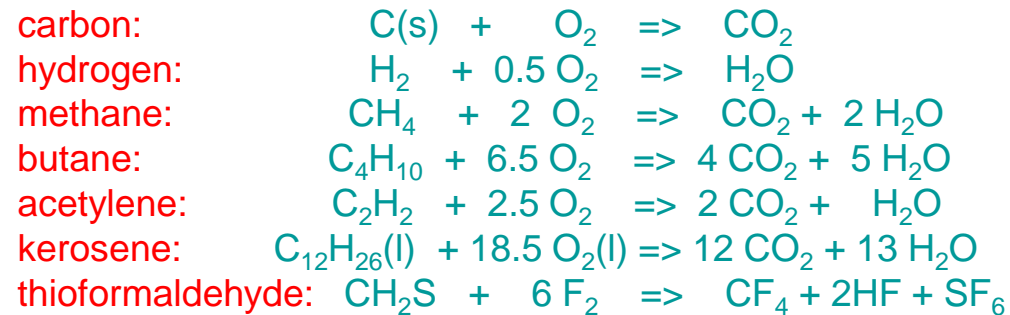 carbon: C(s) + O₂ => CO₂
hydrogen: H₂ + 0.5 O₂ => H₂O
methane: CH₄ + 2 O₂ => CO₂ + 2 H₂O
butane: C₄H₁₀ + 6.5 O₂ => 4 CO₂ + 5 H₂O
acetylene: C₂H₂ + 2.5 O₂ => 2 CO₂ + H₂O
kerosene: C₁₂H₂₆(l) + 18.5 O₂(l) => 12 CO₂ + 13 H₂O
thioformaldehyde: CH₂S + 6 F₂ => CF₄ + 2HF + SF₆